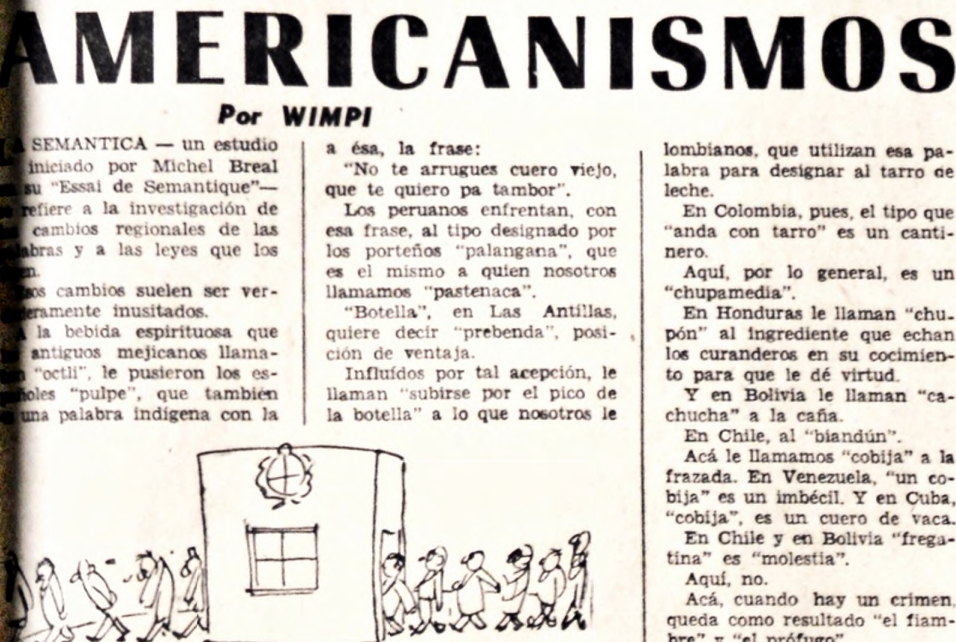 AMERICANISMOS
Por WIMPI
SEMANTICA — un estudio
iniciado por Michel Breal
su "Essai de Semantique"—
refiere a la investigación de
cambios regionales de las
labras y a las leyes que los
en.
sos cambios suelen ser ver-
deramente inusitados.
A la bebida espirituosa que
antiguos mejicanos llama-
"octli", le pusieron los es-
ñoles "pulpe", que tambien
una palabra indígena con la
a ésa, la frase:
"No te arrugues cuero viejo,
que te quiero pa tambor".
Los peruanos enfrentan, con
esa frase, al tipo designado por
los porteños "palangana", que
es el mismo a quien nosotros
llamamos "pastenaca".
"Botella", en Las Antillas,
quiere decir "prebenda", posi-
ción de ventaja.
Influídos por tal acepción, le
llaman "subirse por el pico de
la botella" a lo que nosotros le
lombianos, que utilizan esa pa-
labra para designar al tarro de
leche.
En Colombia, pues, el tipo que
"anda con tarro" es un canti-
nero.
Aquí, por lo general, es un
"chupamedia".
En Honduras le llaman "chu-
pón" al ingrediente que echan
los curanderos en su cocimien-
to para que le dé virtud.
Y en Bolivia le llaman "ca-
chucha" a la caña.
En Chile, al "biandún".
Acá le llamamos "cobija" a la
frazada. En Venezuela, "un co-
bija" es un imbécil. Y en Cuba,
"cobija", es un cuero de vaca.
En Chile y en Bolivia "frega-
tina" es "molestia".
Aquí, no.
Acá, cuando hay un crimen,
queda como resultado "el fiam-
bre" y "el prófugo"